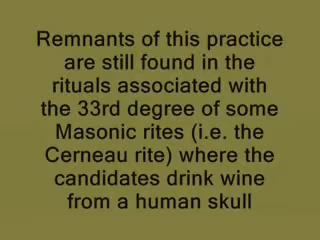 Remnants of this practice
are still found in the
rituals associated with
the 33rd degree of some
Masonic rites (i.e. the
Cerneau rite) where the
candidates drink wine
from a human skull